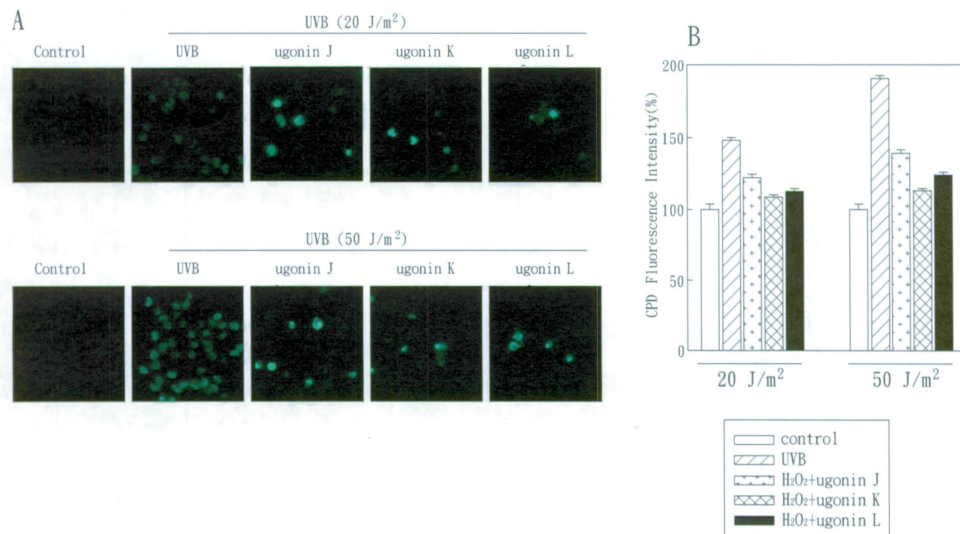 A
UVB (20 J/m²)
Control UVB ugonin J ugonin K ugonin L
UVB (50 J/m²)
Control UVB ugonin J ugonin K ugonin L
B
CPD Fluorescence Intensity(%)
200
150
100
50
0
20 J/m² 50 J/m²
control
UVB
H₂O₂+ugonin J
H₂O₂+ugonin K
H₂O₂+ugonin L